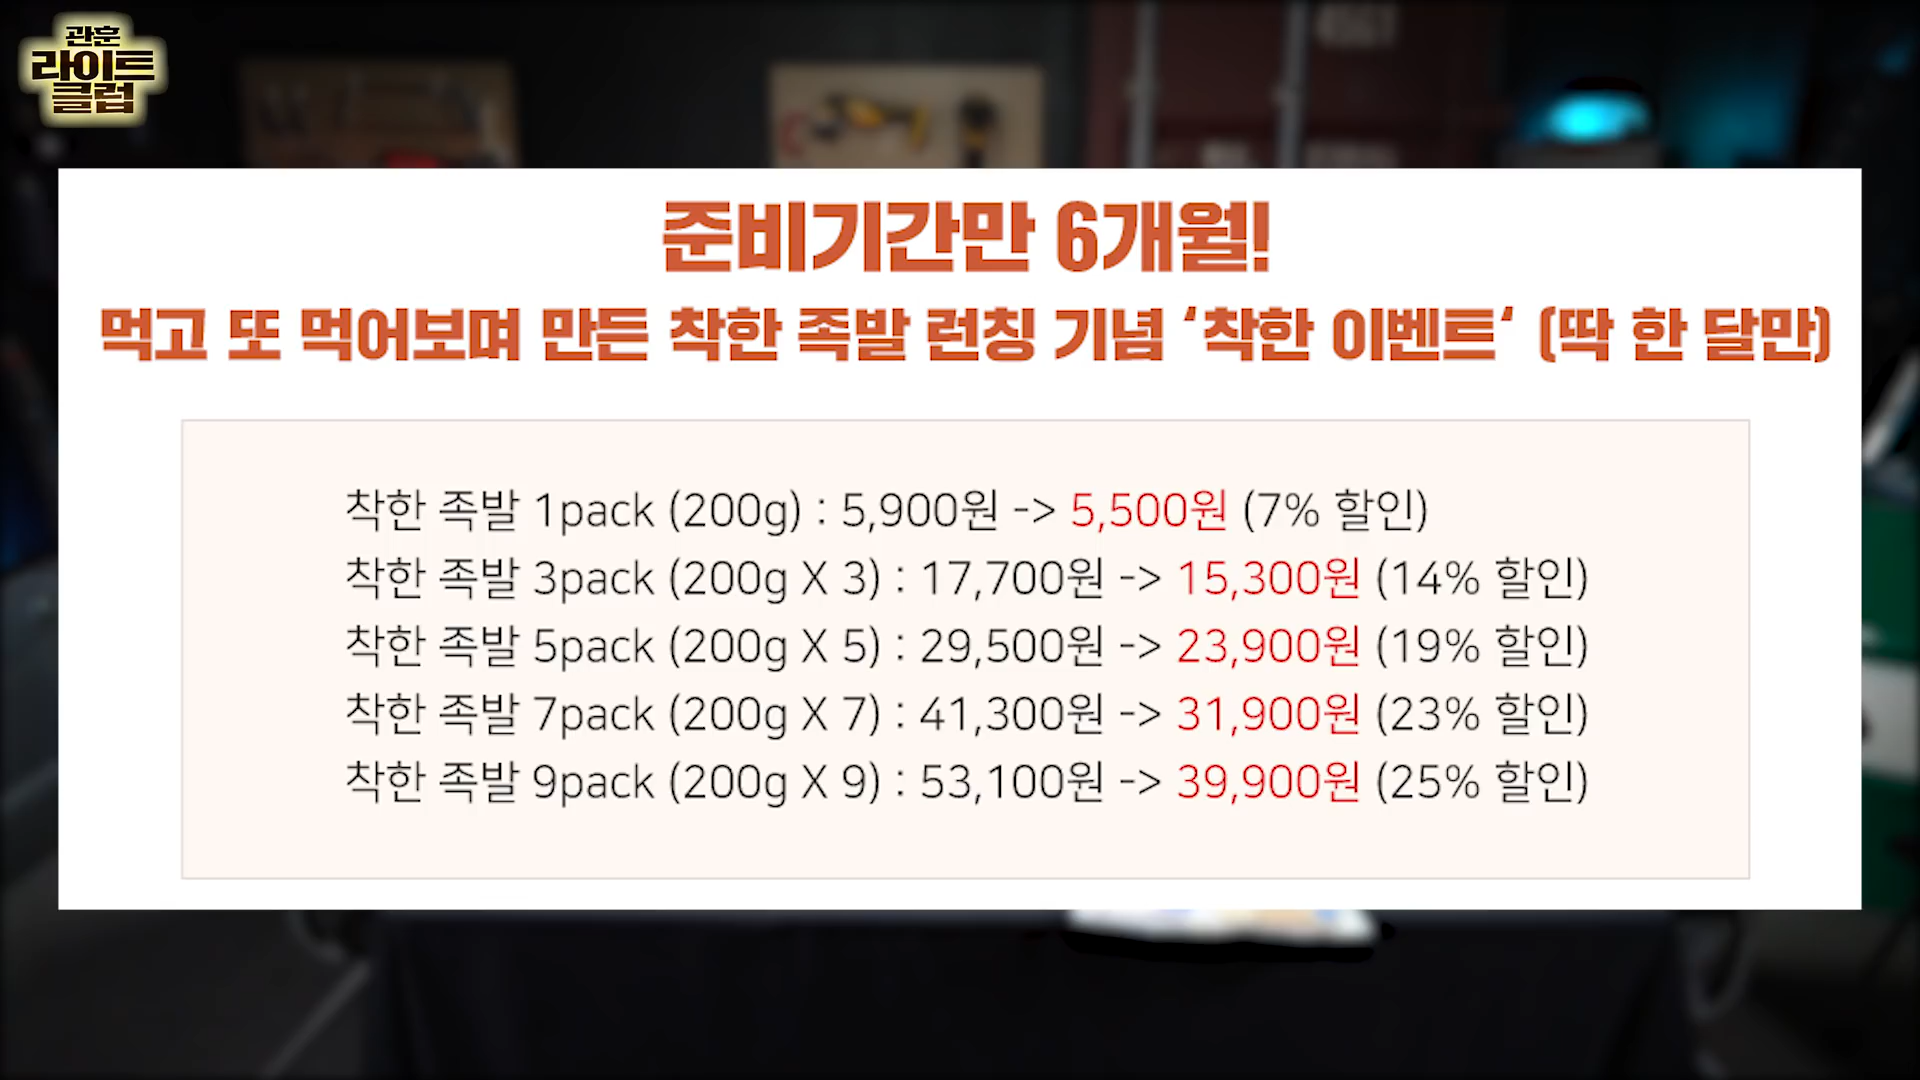 관훈
라이트
클럽
준비기간만 6개월!
먹고 또 먹어보며 만든 착한 족발 런칭 기념 ‘착한 이벤트‘ (딱 한 달만)
착한 족발 1pack (200g) : 5,900원 -> 5,500원 (7% 할인)
착한 족발 3pack (200g X 3) : 17,700원 -> 15,300원 (14% 할인)
착한 족발 5pack (200g X 5) : 29,500원 -> 23,900원 (19% 할인)
착한 족발 7pack (200g X 7) : 41,300원 -> 31,900원 (23% 할인)
착한 족발 9pack (200g X 9) : 53,100원 -> 39,900원 (25% 할인)